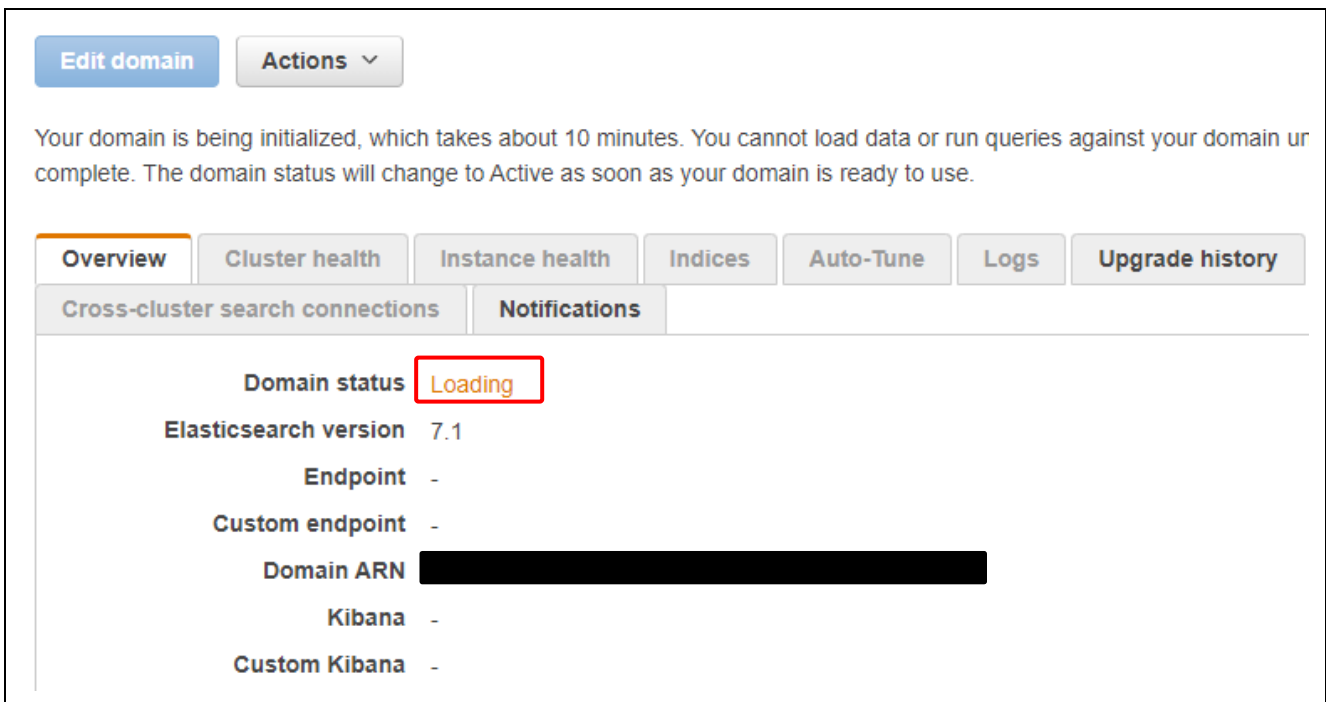 Edit domain Actions
Your domain is being initialized, which takes about 10 minutes. You cannot load data or run queries against your domain
complete. The domain status will change to Active as soon as your domain is ready to use.
Overview Cluster health Instance health Indices Auto-Tune Logs Upgrade history
Cross-cluster search connections Notifications
Domain status Loading
Elasticsearch version 7.1
Endpoint -
Custom endpoint -
Domain ARN
Kibana -
Custom Kibana -